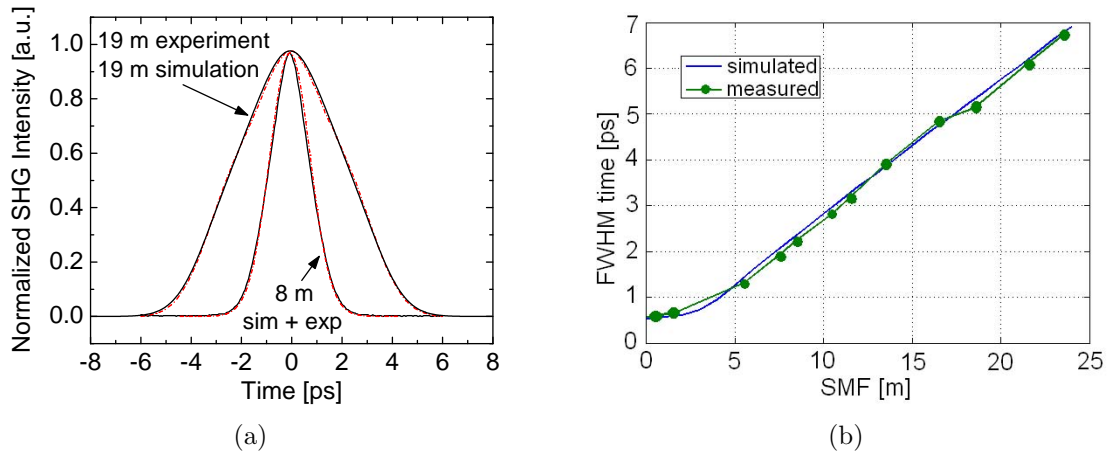 Normalized SHG Intensity [a.u.]
1.0
0.8
0.6
0.4
0.2
0.0
19 m experiment
19 m simulation
8 m
sim + exp
-8 -6 -4 -2 0 2 4 6 8
Time [ps]
(a)
FWHM time [ps]
7
6
5
4
3
2
1
0
simulated
measured
0 5 10 15 20 25
SMF [m]
(b)